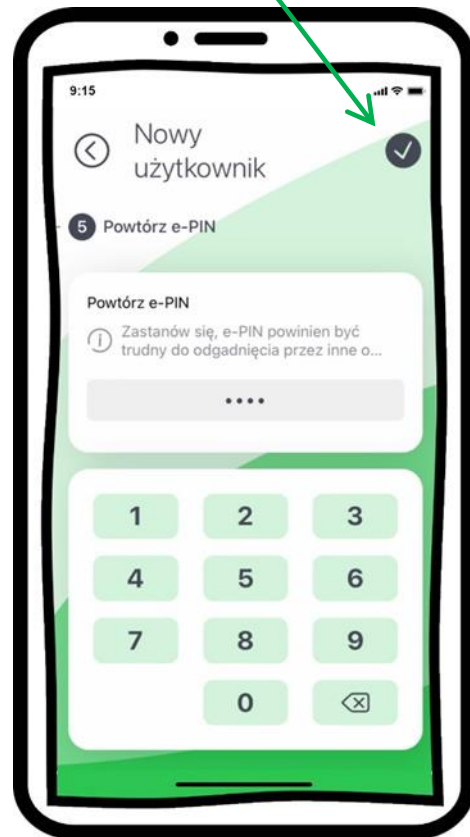 9:15
Nowy
użytkownik
5 Powtórz e-PIN
Powtórz e-PIN
Zastanów się, e-PIN powinien być
trudny do odgadnięcia przez inne o...
••••
1 2 3
4 5 6
7 8 9
0